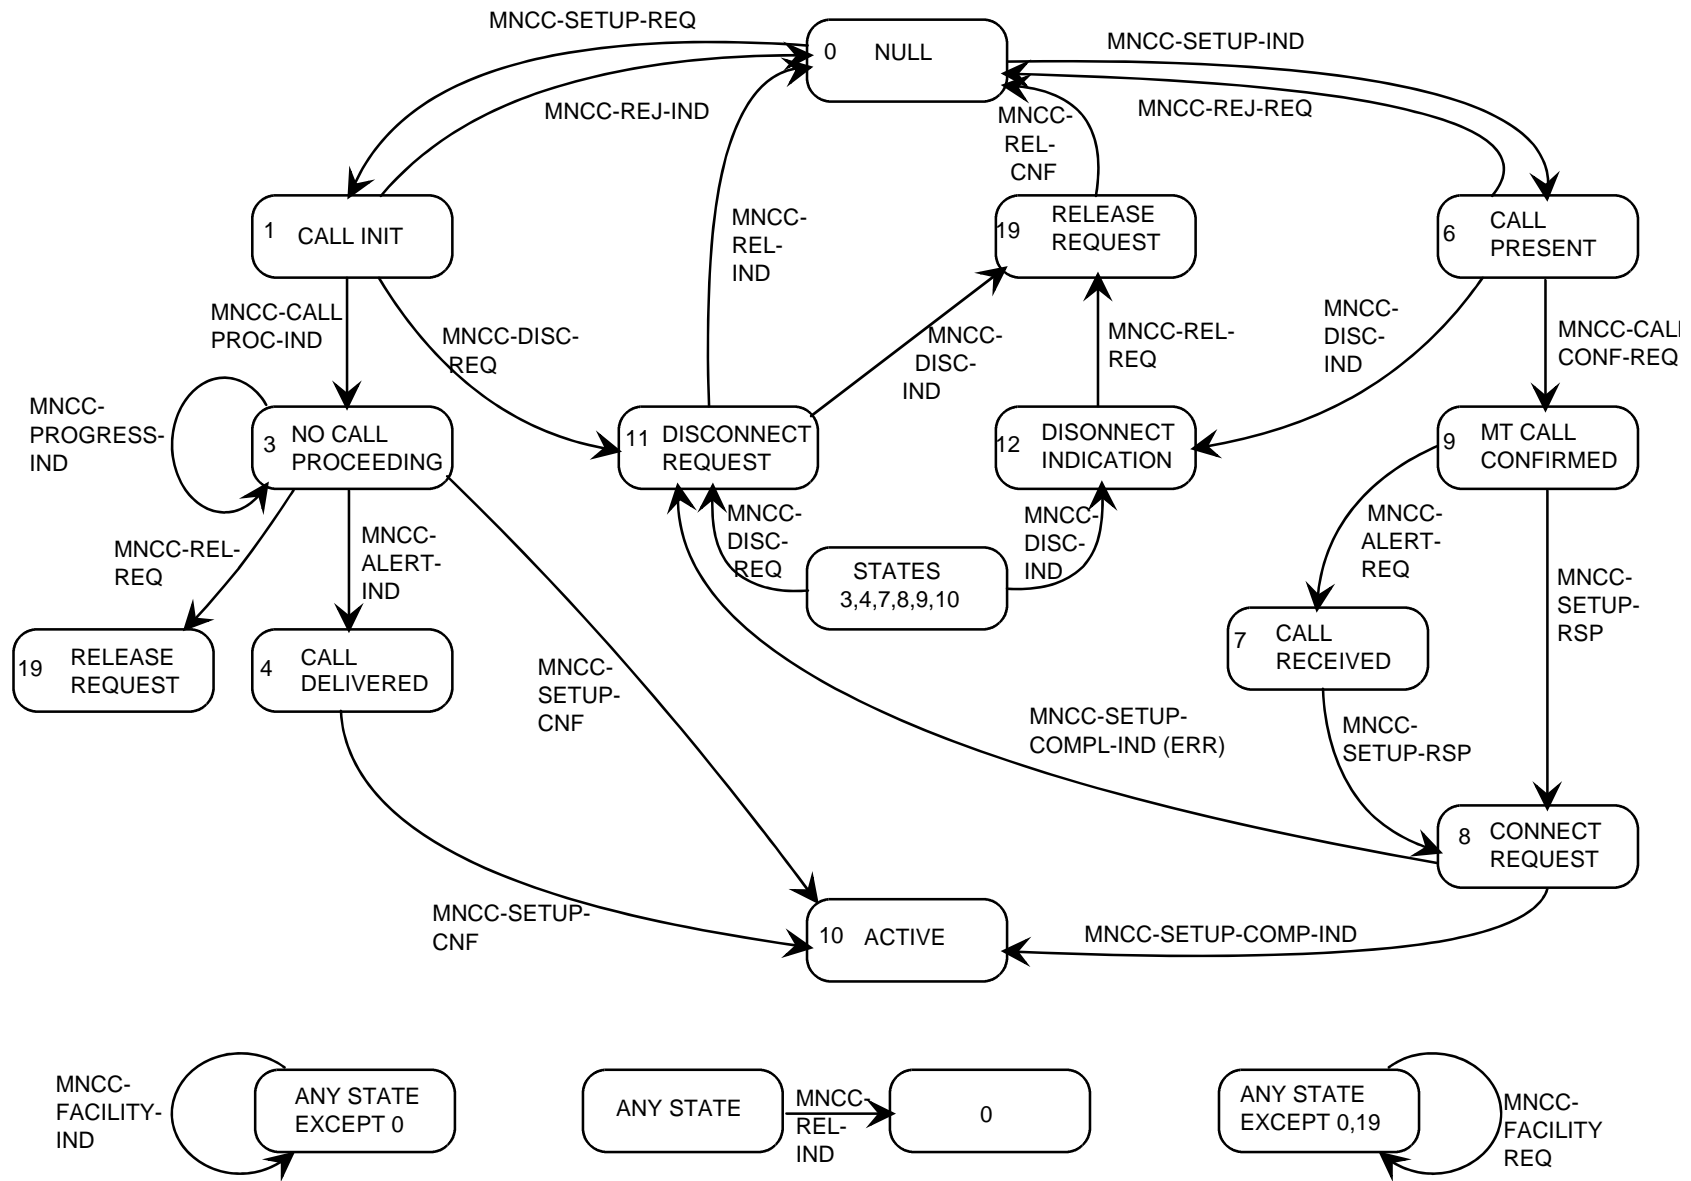 MNCC-SETUP-REQ
0 NULL
MNCC-SETUP-IND
MNCC-REJ-IND
MNCC-
REL-
CNF
MNCC-REJ-REQ
1 CALL INIT
MNCC-
REL-
IND
19 RELEASE
REQUEST
6 CALL
PRESENT
MNCC-CALL
PROC-IND
MNCC-DISC-
REQ
MNCC-
DISC-
IND
MNCC-REL-
REQ
MNCC-
DISC-
IND
MNCC-CALL
CONF-REQ
MNCC-
PROGRESS-
IND
3 NO CALL
PROCEEDING
11 DISCONNECT
REQUEST
12 DISONNECT
INDICATION
9 MT CALL
CONFIRMED
MNCC-REL-
REQ
MNCC-
ALERT-
IND
MNCC-
DISC-
REQ
STATES
3,4,7,8,9,10
MNCC-
DISC-
IND
MNCC-
ALERT-
REQ
MNCC-
SETUP-
RSP
19 RELEASE
REQUEST
4 CALL
DELIVERED
MNCC-
SETUP-
CNF
7 CALL
RECEIVED
MNCC-SETUP-
COMPL-IND (ERR)
MNCC-
SETUP-RSP
8 CONNECT
REQUEST
MNCC-SETUP-
CNF
10 ACTIVE
MNCC-SETUP-COMP-IND
MNCC-
FACILITY-
IND
ANY STATE
EXCEPT 0
ANY STATE
MNCC-
REL-
IND
0
ANY STATE
EXCEPT 0,19
MNCC-
FACILITY
REQ